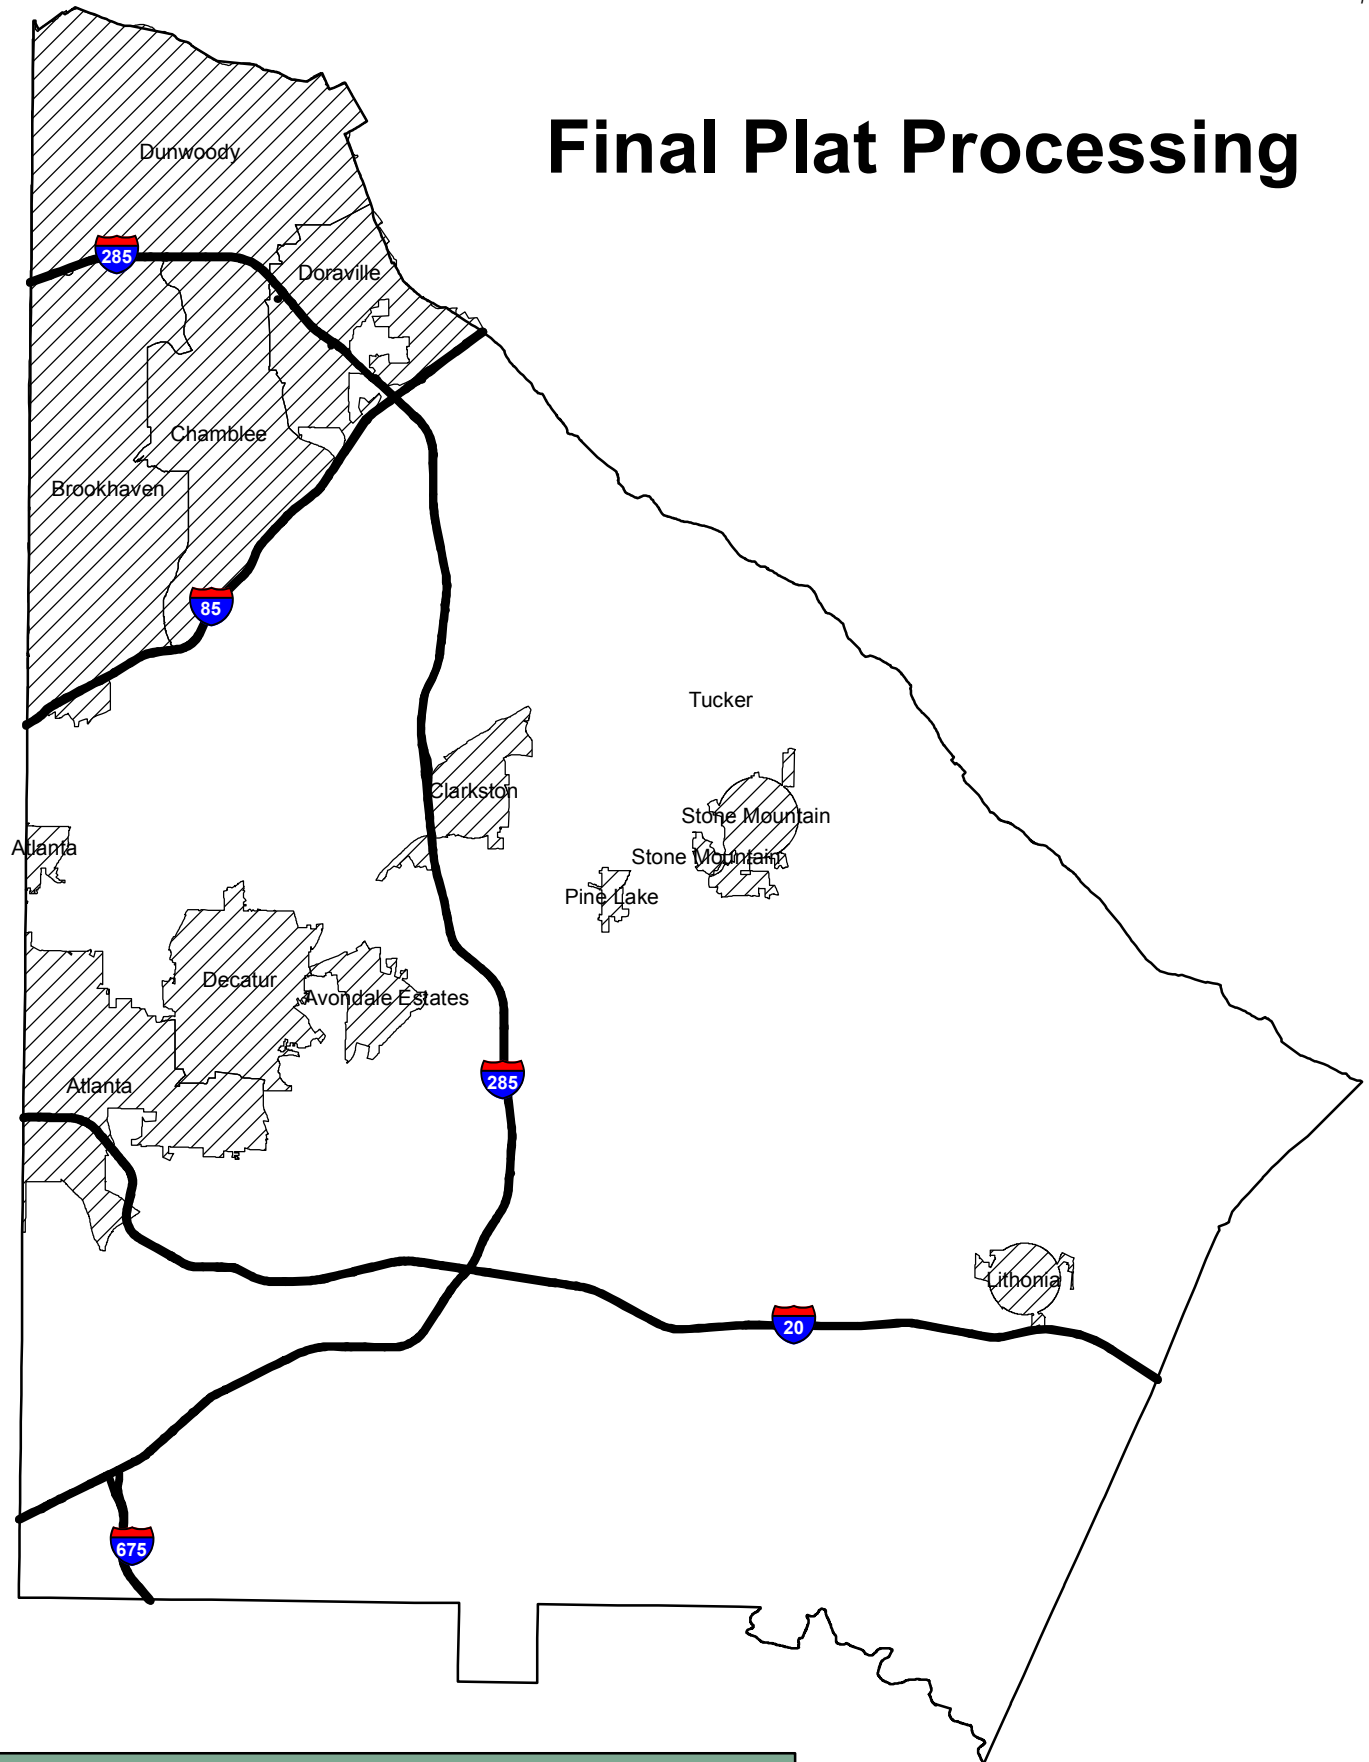 Final Plat Processing
Dunwoody
285
Doraville
Chamblee
Brookhaven
85
Tucker
Clarkston
Stone Mountain
Atlanta
Stone Mountain
Pine Lake
Decatur
Avondale Estates
285
Atlanta
Lithonia
20
675